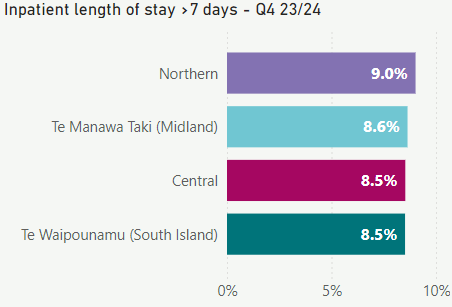 Inpatient length of stay >7 days - Q4 23/24
Northern 9.0%
Te Manawa Taki (Midland) 8.6%
Central 8.5%
Te Waipounamu (South Island) 8.5%
0% 5% 10%